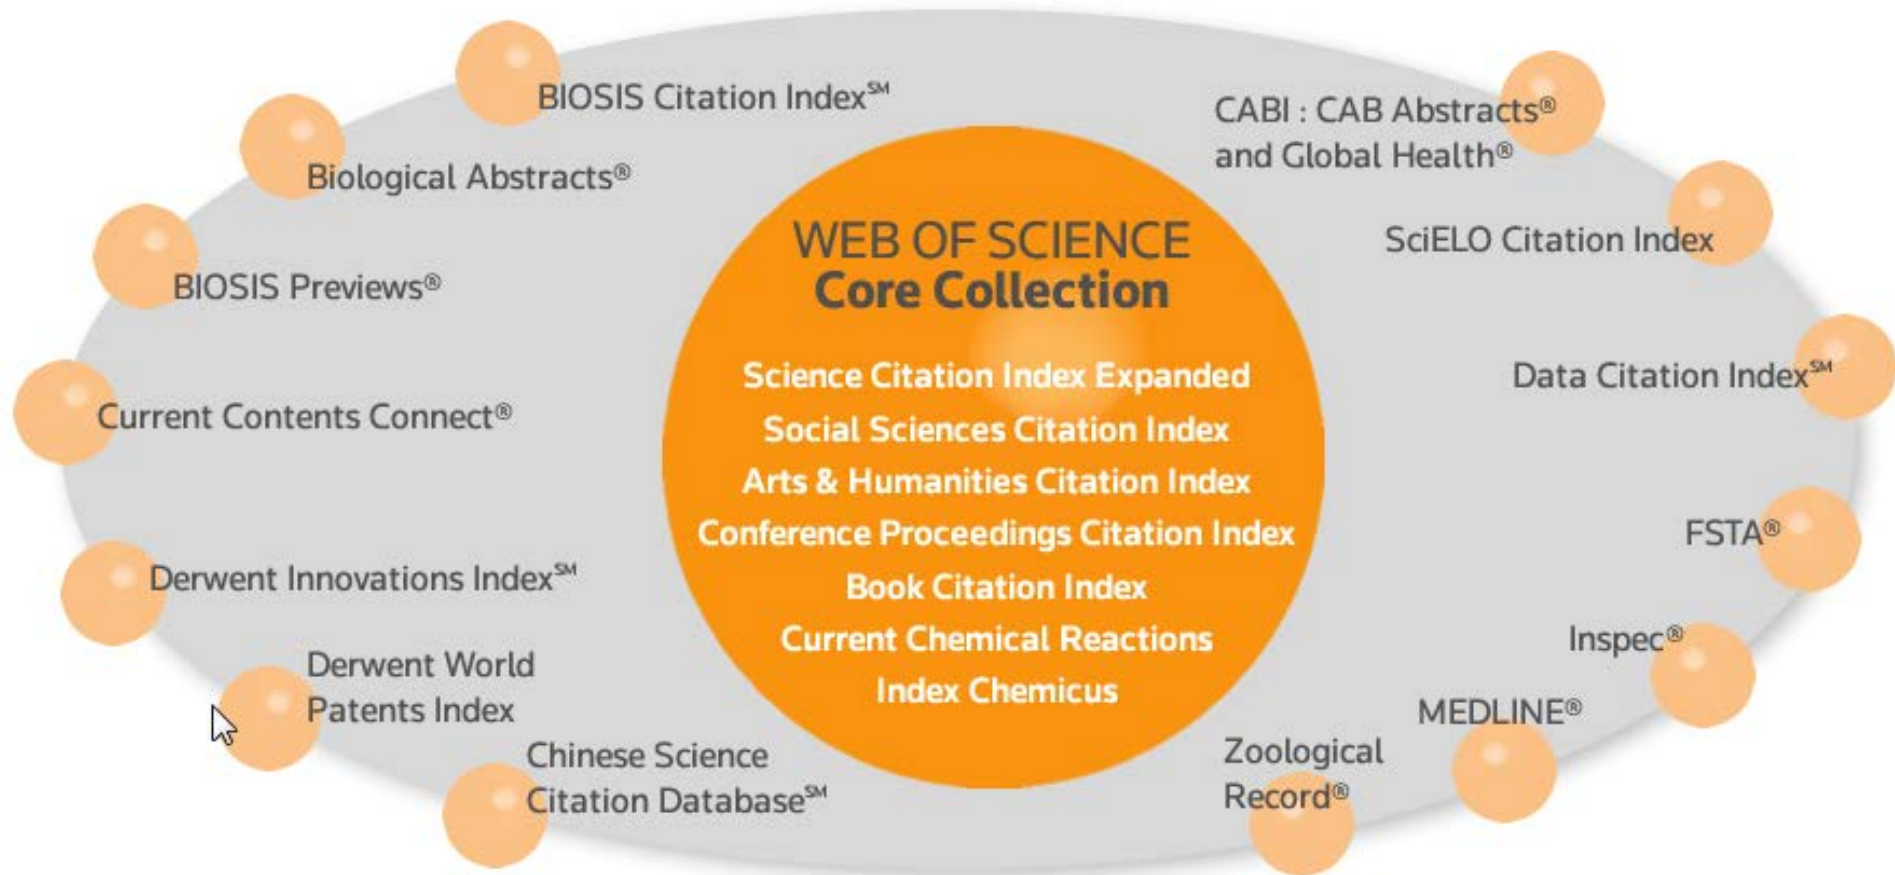 BIOSIS Citation Index℠
Biological Abstracts®
BIOSIS Previews®
Current Contents Connect®
Derwent Innovations Index℠
Derwent World
Patents Index
Chinese Science
Citation Database℠
WEB OF SCIENCE
Core Collection
Science Citation Index Expanded
Social Sciences Citation Index
Arts & Humanities Citation Index
Conference Proceedings Citation Index
Book Citation Index
Current Chemical Reactions
Index Chemicus
CABI : CAB Abstracts®
and Global Health®
SciELO Citation Index
Data Citation Index℠
FSTA®
Inspec®
MEDLINE®
Zoological
Record®